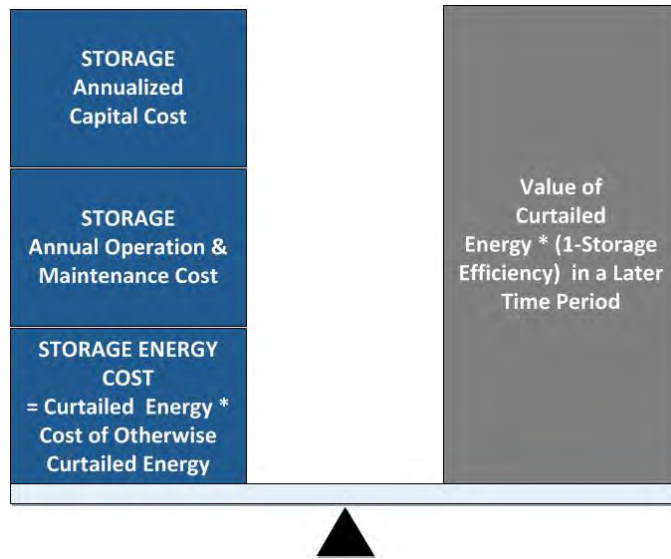 STORAGE
Annualized
Capital Cost
STORAGE
Annual Operation &
Maintenance Cost
STORAGE ENERGY
COST
= Curtailed Energy *
Cost of Otherwise
Curtailed Energy
Value of
Curtailed
Energy * (1-Storage
Efficiency) in a Later
Time Period